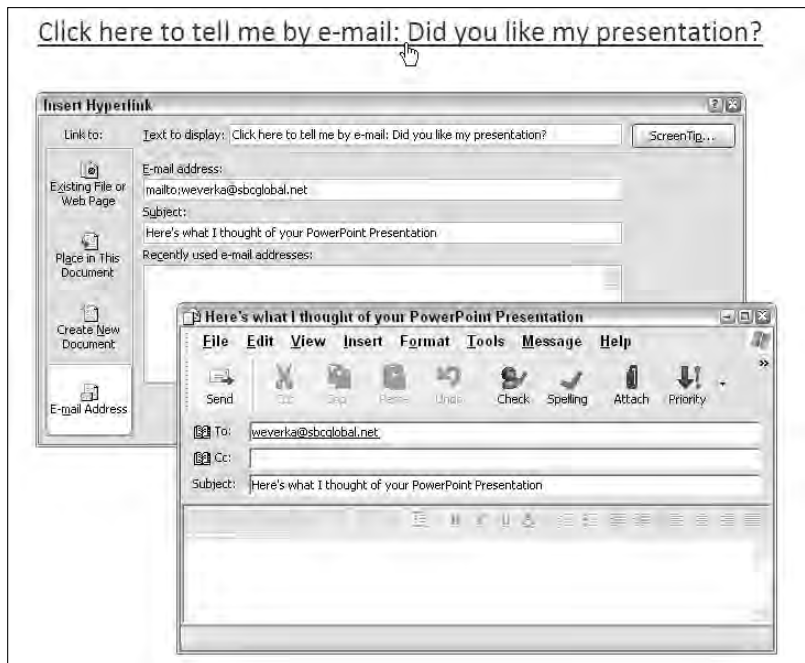 Click here to tell me by e-mail: Did you like my presentation?
Insert Hyperlink
Link to:
Text to display: Click here to tell me by e-mail: Did you like my presentation?
ScreenTip...
Existing File or Web Page
E-mail address:
mailto:weverka@sbcglobal.net
Subject:
Here's what I thought of your PowerPoint Presentation
Place in This Document
Recently used e-mail addresses:
Create New Document
E-mail Address
Here's what I thought of your PowerPoint Presentation
File Edit View Insert Format Tools Message Help
Send Cut Copy Paste Undo Check Spelling Attach Priority
To: weverka@sbcglobal.net
Cc:
Subject: Here's what I thought of your PowerPoint Presentation